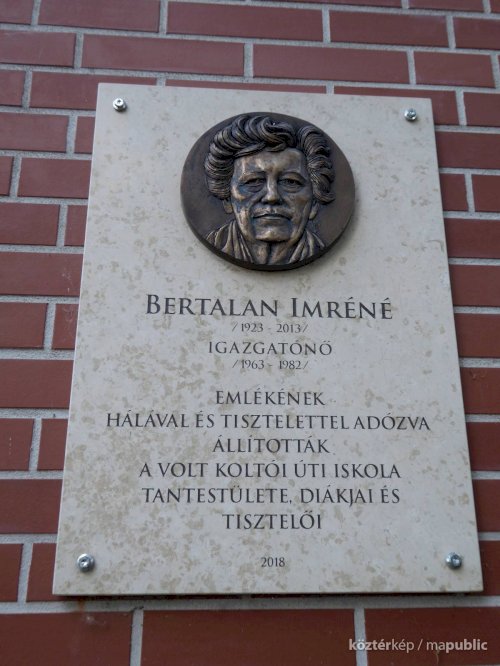 BERTALAN IMRÉNÉ
/1923 - 2013/
IGAZGATÓNŐ
/1963 - 1982/
EMLÉKÉNEK
HÁLÁVAL ÉS TISZTELETTEL ADÓZVA
ÁLLÍTOTTÁK
A VOLT KOLTÓI ÚTI ISKOLA
TANTESTÜLETE, DIÁKJAI ÉS
TISZTELŐI
2018
köztérkép / mapublic